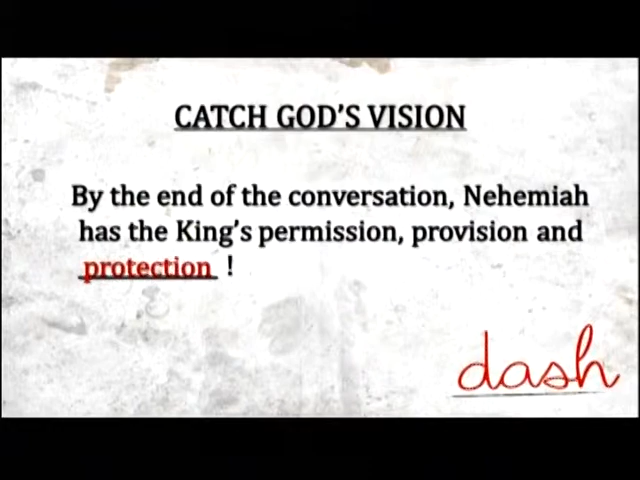 CATCH GOD'S VISION
By the end of the conversation, Nehemiah
has the King's permission, provision and
protection !
dash